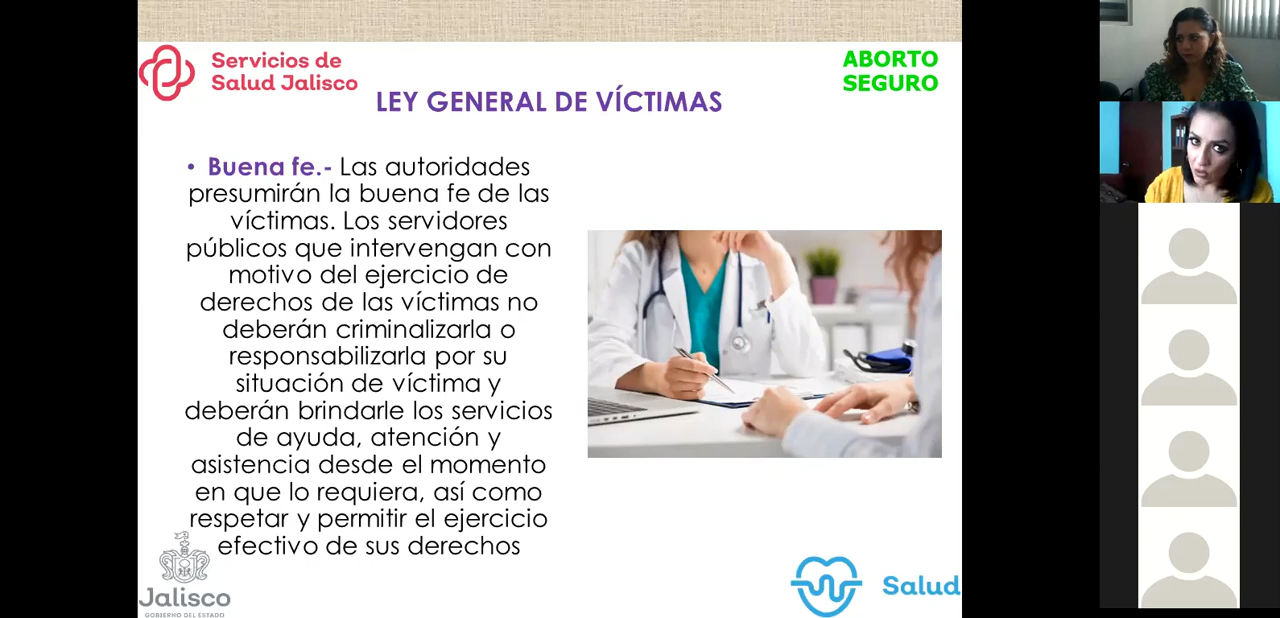 Servicios de
Salud Jalisco
ABORTO
SEGURO
LEY GENERAL DE VÍCTIMAS
• Buena fe.- Las autoridades
presumirán la buena fe de las
víctimas. Los servidores
públicos que intervengan con
motivo del ejercicio de
derechos de las víctimas no
deberán criminalizarla o
responsabilizarla por su
situación de víctima y
deberán brindarle los servicios
de ayuda, atención y
asistencia desde el momento
en que lo requiera, así como
respetar y permitir el ejercicio
efectivo de sus derechos
Jalisco
GOBIERNO DEL ESTADO
Salud